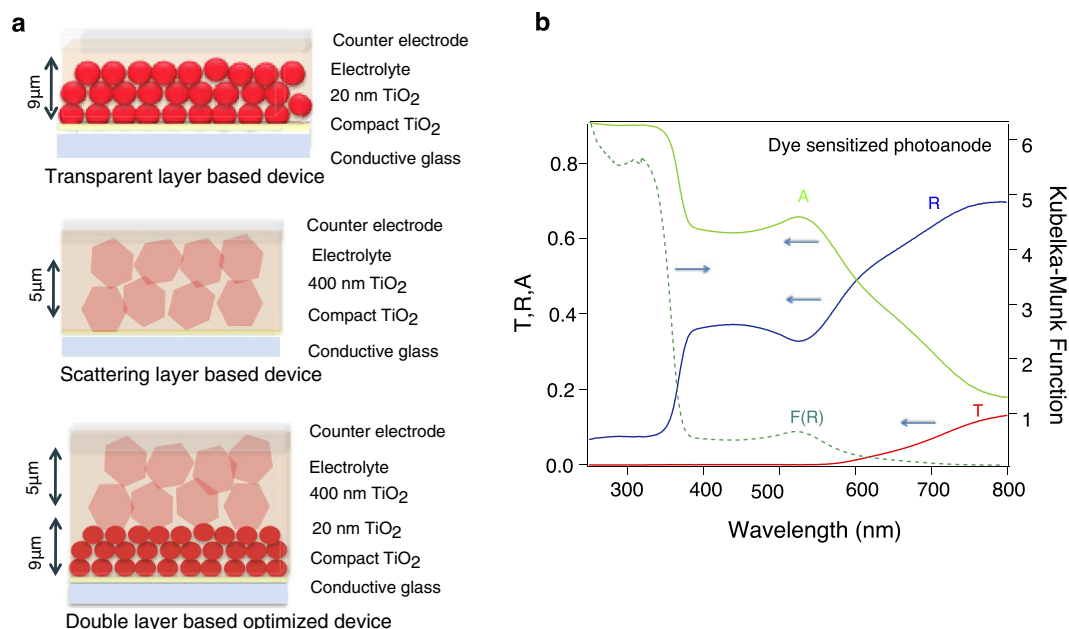 a
Counter electrode
Electrolyte
20 nm TiO2
Compact TiO2
Conductive glass
9μm
Transparent layer based device
Counter electrode
Electrolyte
400 nm TiO2
Compact TiO2
Conductive glass
5μm
Scattering layer based device
Counter electrode
Electrolyte
400 nm TiO2
20 nm TiO2
Compact TiO2
Conductive glass
5μm
9μm
Double layer based optimized device
b
Dye sensitized photoanode
A
R
F(R)
T
T,R,A
0.8
0.6
0.4
0.2
0.0
6
5
4
3
2
1
Kubelka-Munk Function
300 400 500 600 700 800
Wavelength (nm)